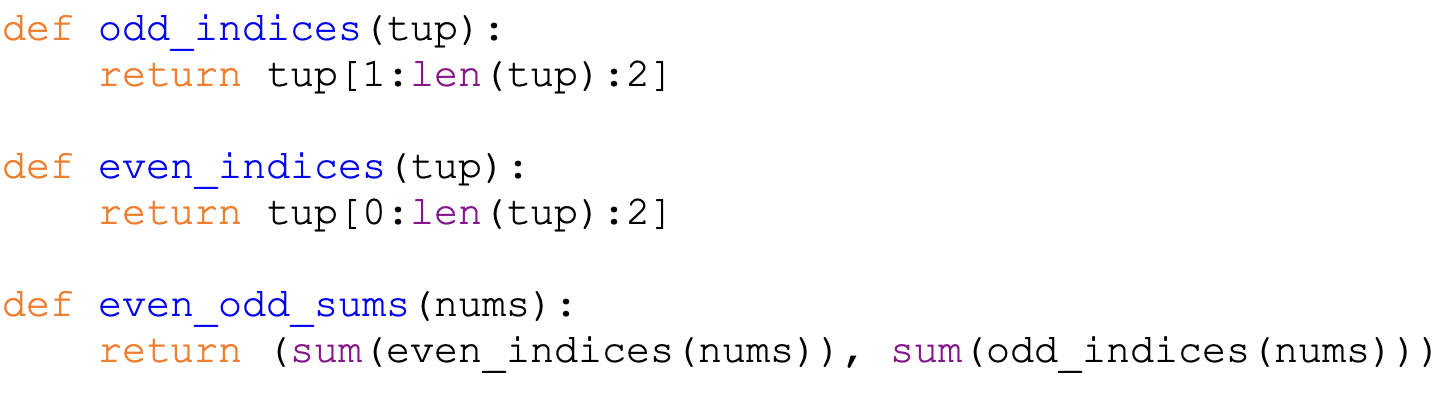 def odd_indices(tup):
    return tup[1:len(tup):2]

def even_indices(tup):
    return tup[0:len(tup):2]

def even_odd_sums(nums):
    return (sum(even_indices(nums)), sum(odd_indices(nums)))